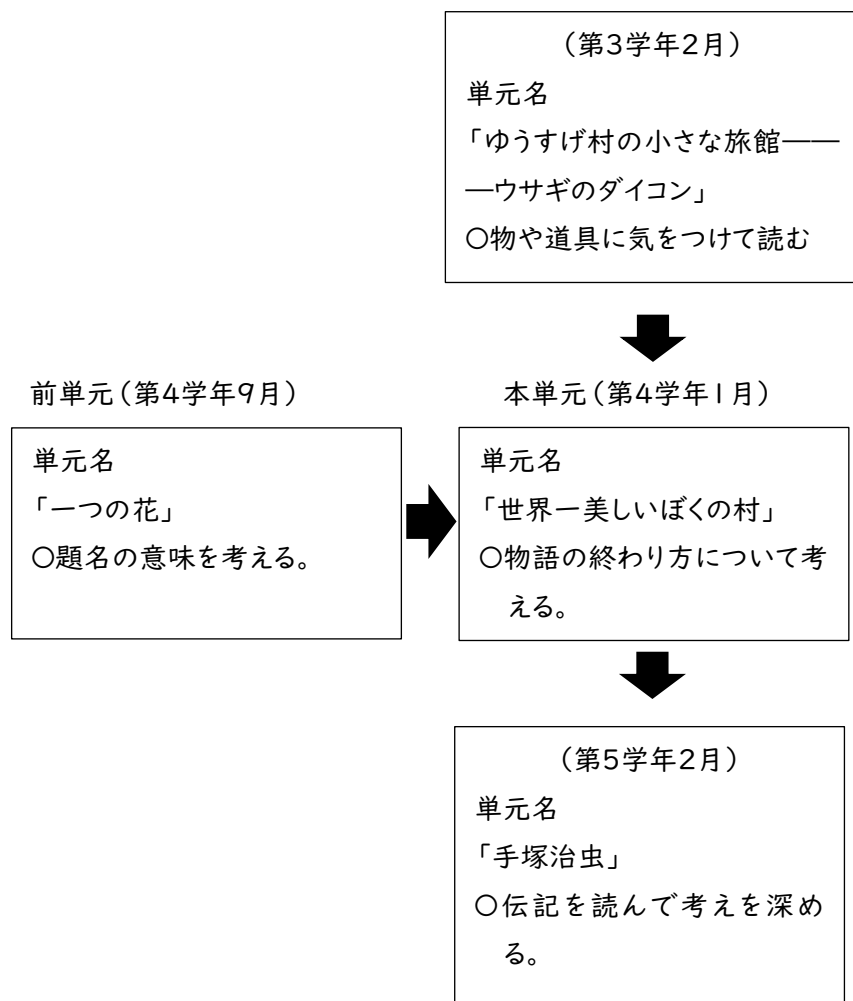 (第3学年2月)
単元名
「ゆうすげ村の小さな旅館――
―ウサギのダイコン」
○物や道具に気をつけて読む
前単元(第4学年9月)
単元名
「一つの花」
○題名の意味を考える。
本単元(第4学年1月)
単元名
「世界一美しいぼくの村」
○物語の終わり方について考
える。
(第5学年2月)
単元名
「手塚治虫」
○伝記を読んで考えを深め
る。